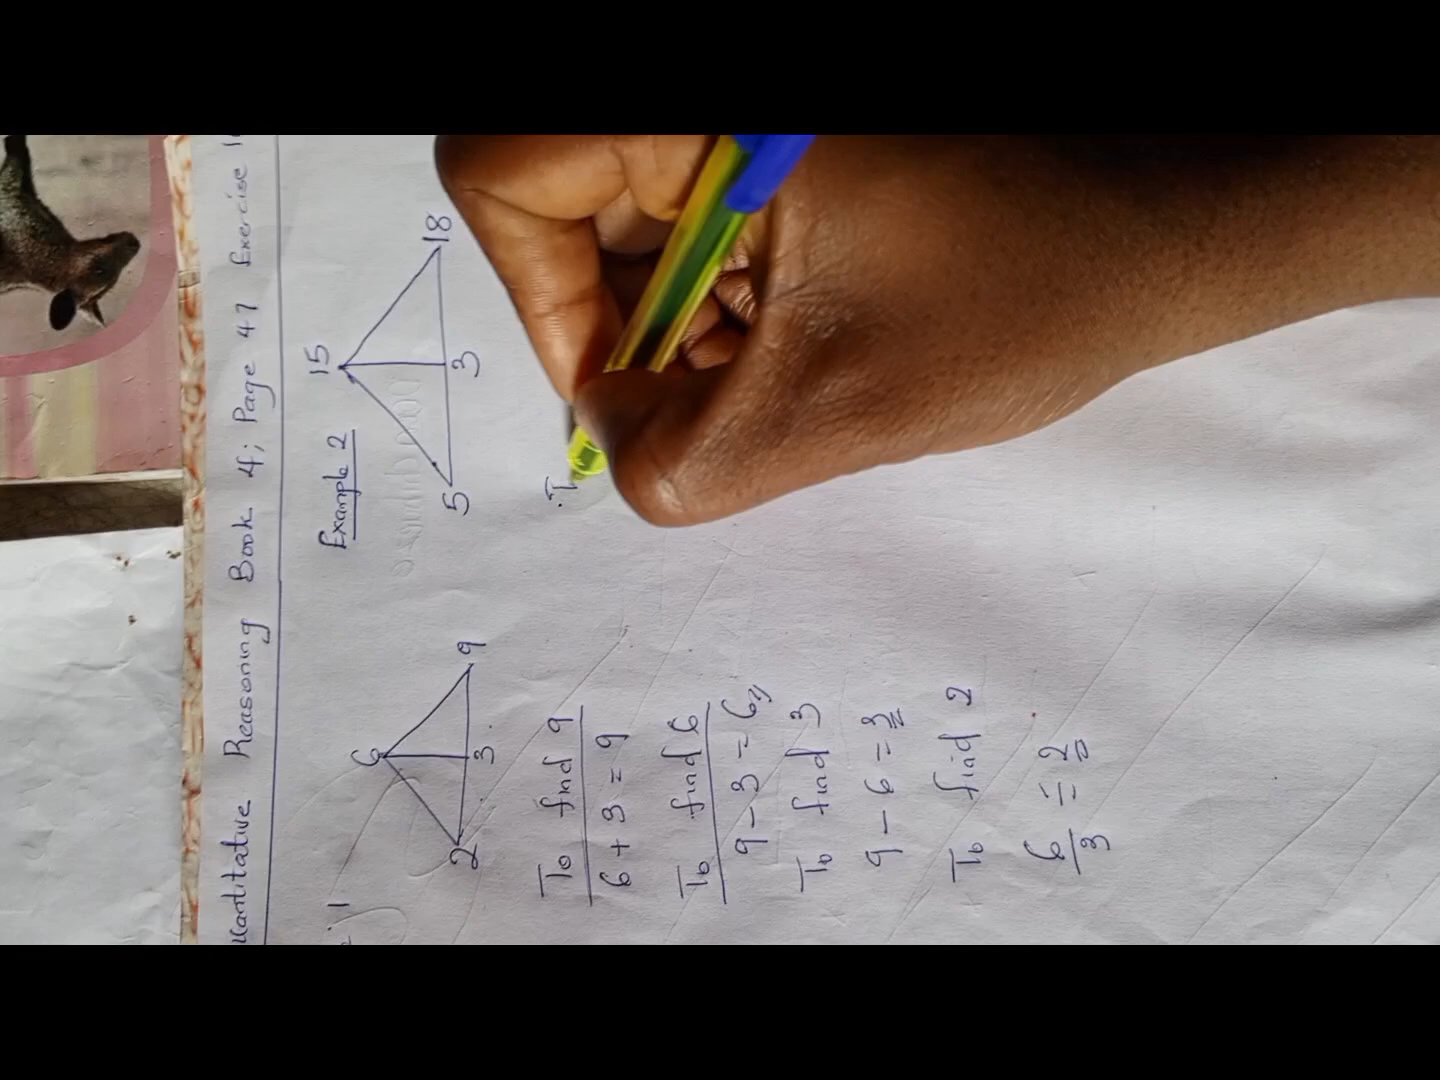 uantitative Reasoning Book 4; Page 47 Exercise
1
6
2 3 9
To find 9
6 + 3 = 9
To find 6
9 - 3 = 6
To find 3
9 - 6 = 3
To find 2
6/3 = 2
Example 2
15
5 3 18
T